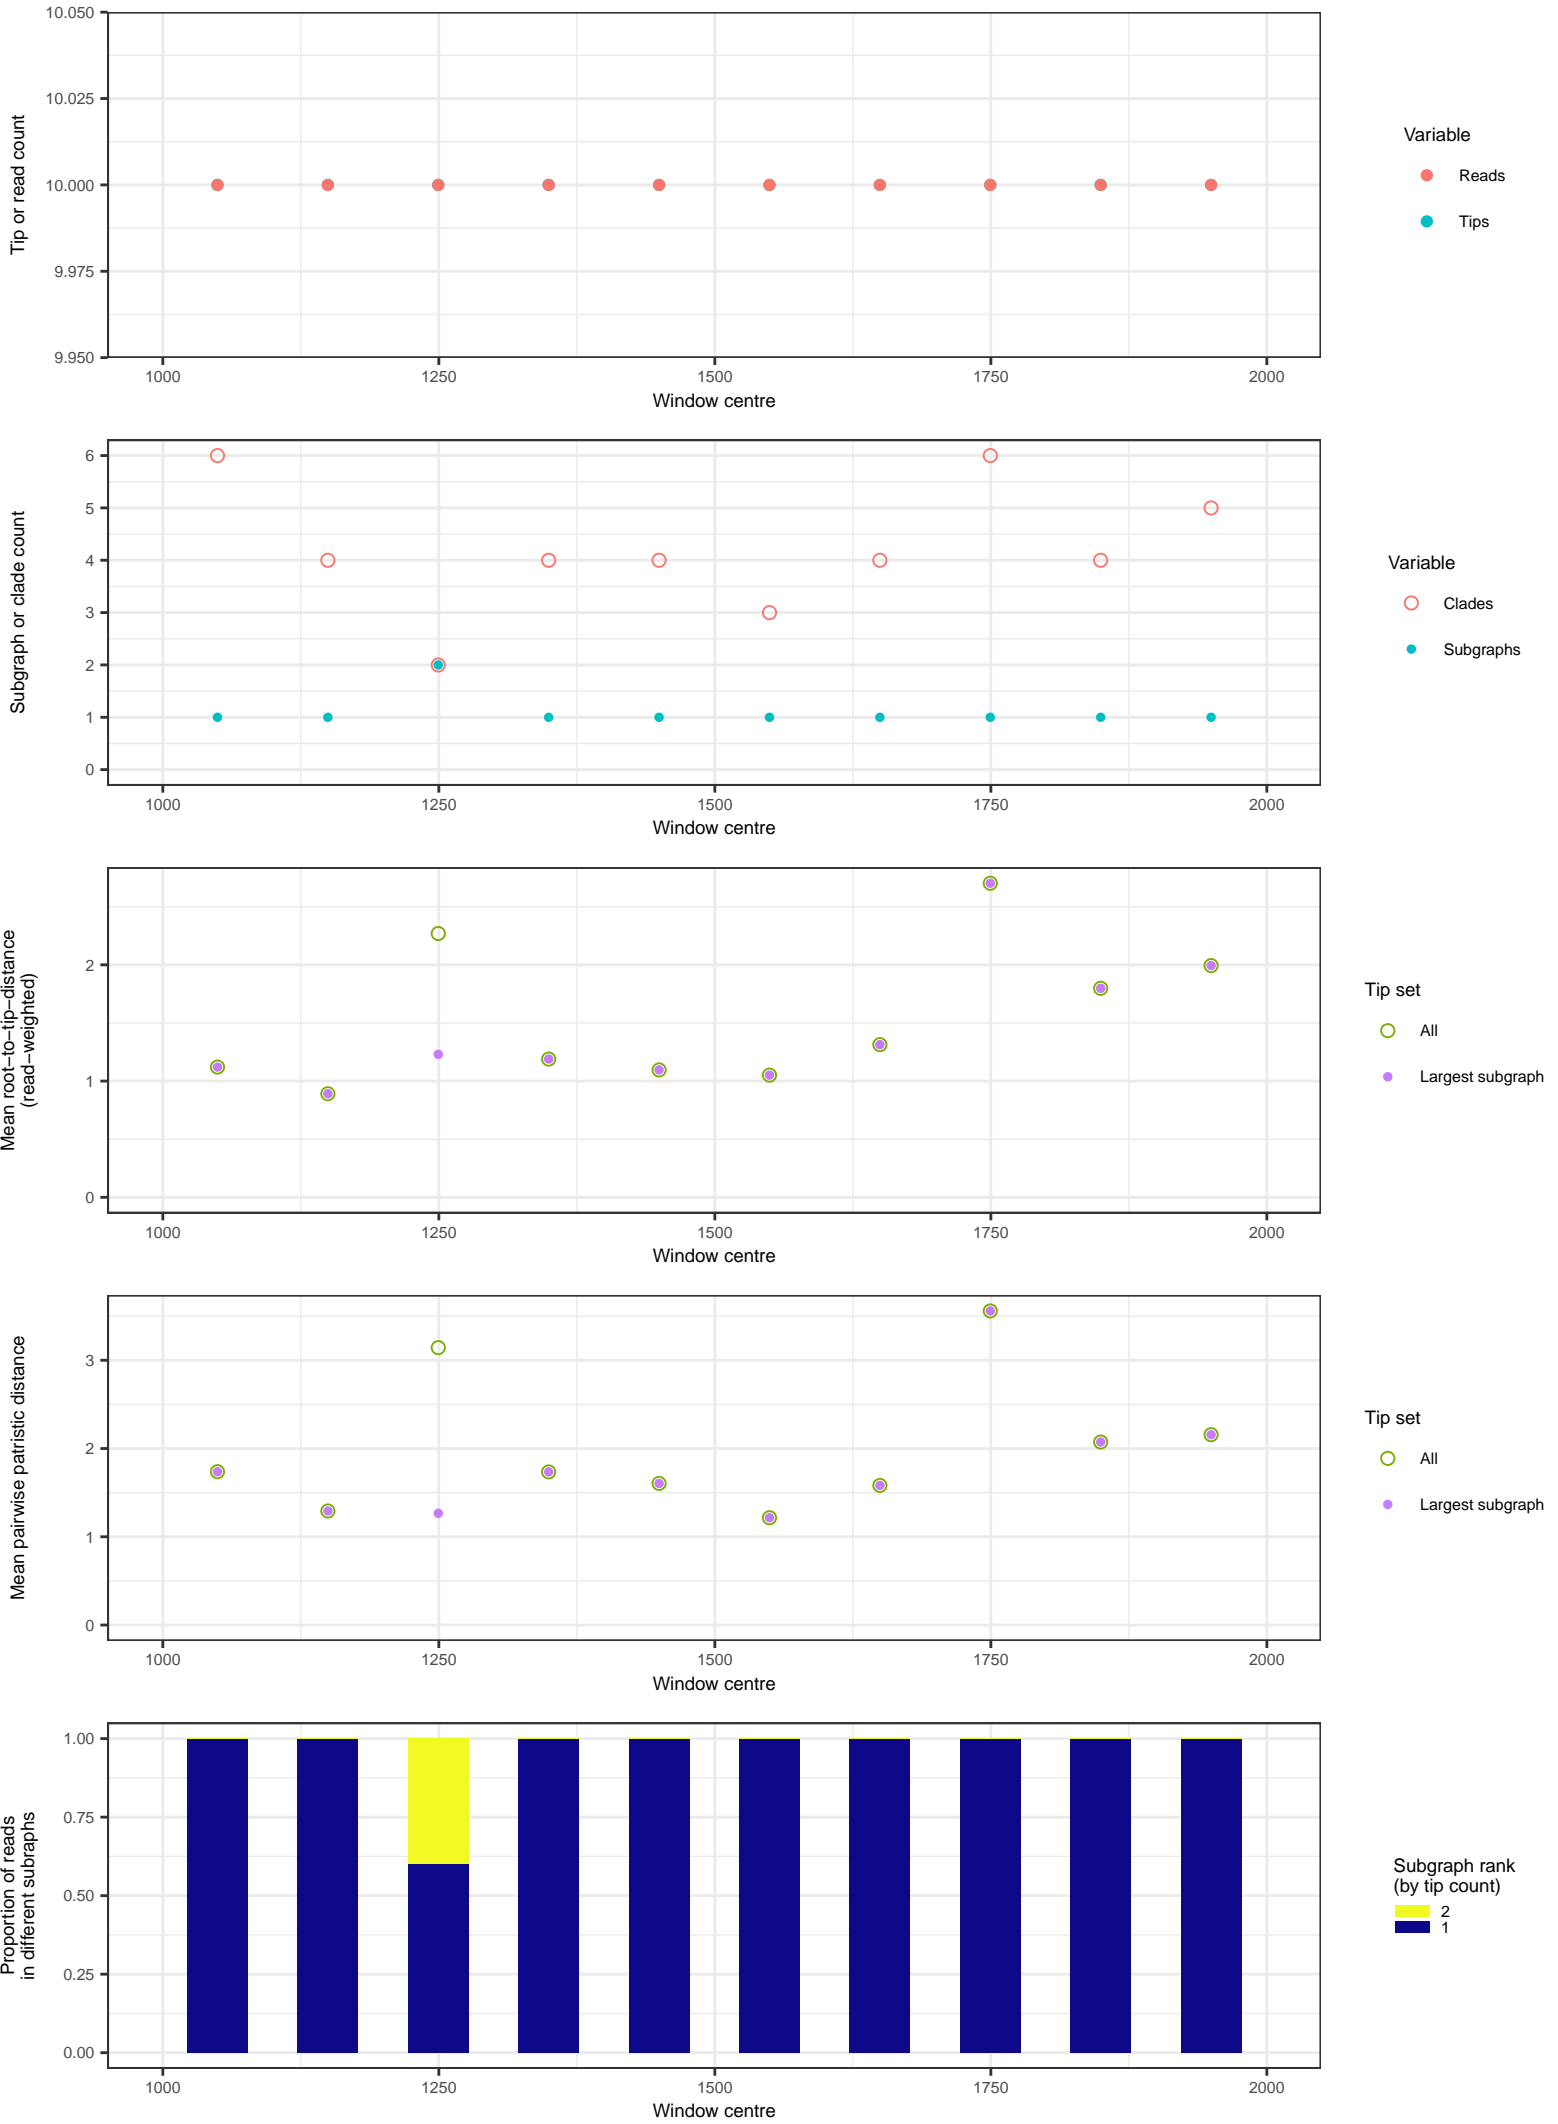 10.050
10.025
10.000
9.975
9.950
Tip or read count
1000 1250 1500 1750 2000
Window centre
Variable
Reads
Tips
6
5
4
3
2
1
0
Subgraph or clade count
1000 1250 1500 1750 2000
Window centre
Variable
Clades
Subgraphs
2
1
0
Mean root−to−tip−distance
(read−weighted)
1000 1250 1500 1750 2000
Window centre
Tip set
All
Largest subgraph
3
2
1
0
Mean pairwise patristic distance
1000 1250 1500 1750 2000
Window centre
Tip set
All
Largest subgraph
1.00
0.75
0.50
0.25
0.00
Proportion of reads
in different subraphs
1000 1250 1500 1750 2000
Window centre
Subgraph rank
(by tip count)
2
1